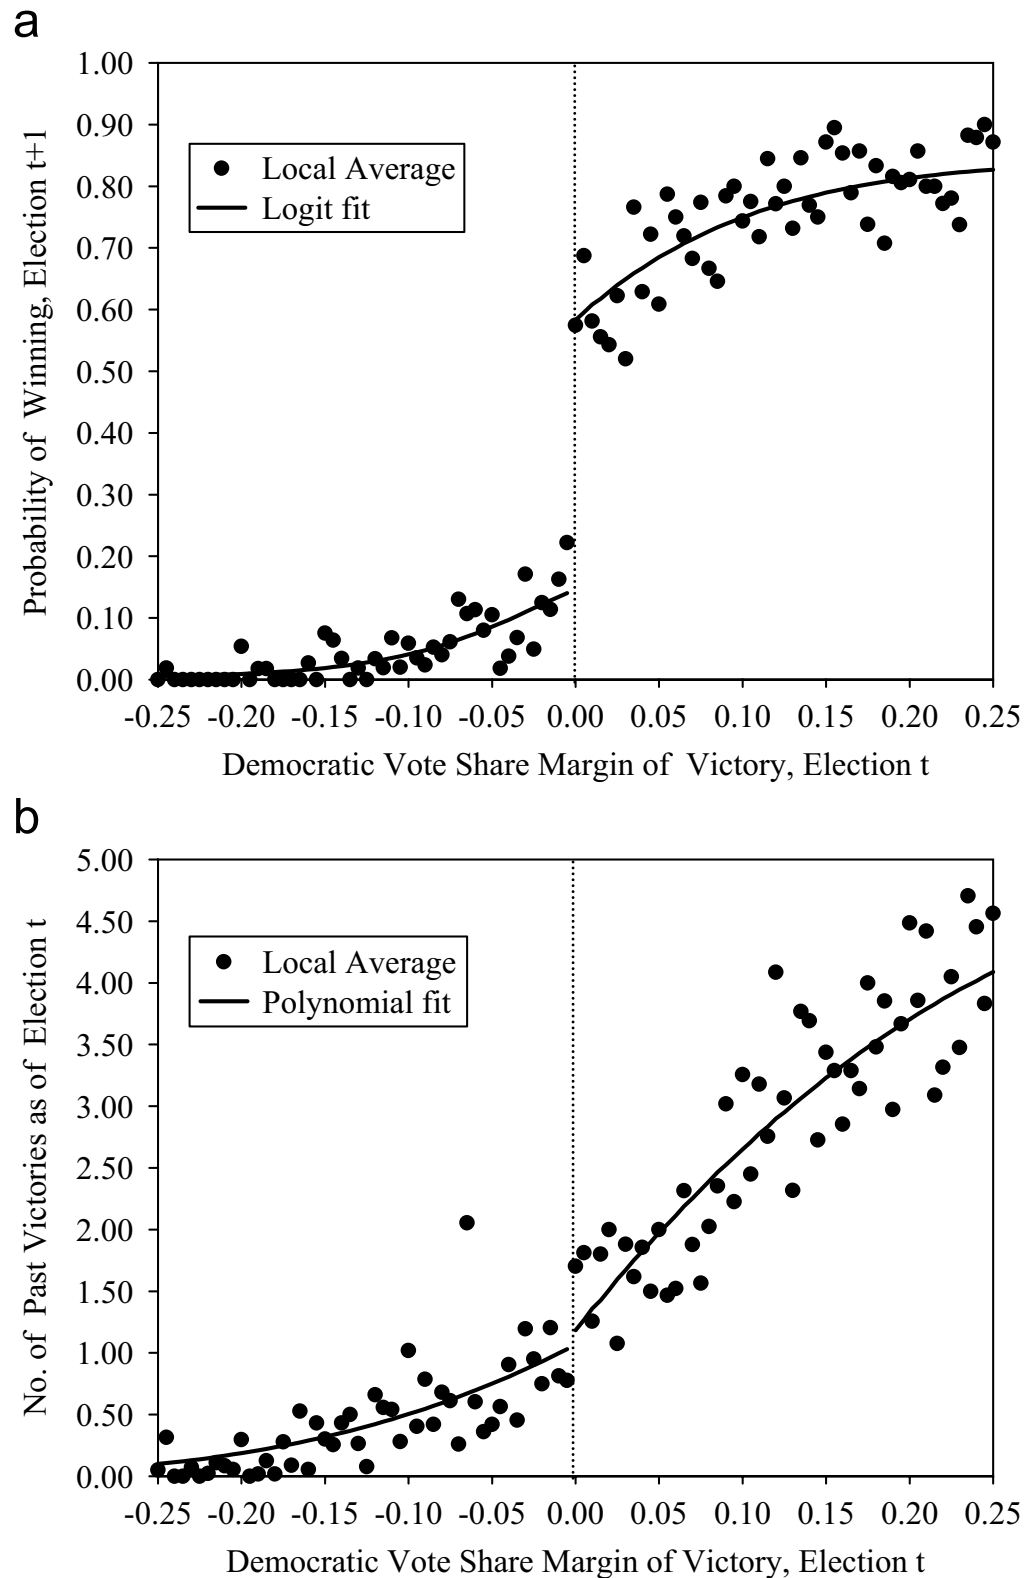 a
1.00
0.90
0.80
0.70
0.60
0.50
0.40
0.30
0.20
0.10
0.00
Probability of Winning, Election t+1
Local Average
Logit fit
-0.25 -0.20 -0.15 -0.10 -0.05 0.00 0.05 0.10 0.15 0.20 0.25
Democratic Vote Share Margin of Victory, Election t
b
5.00
4.50
4.00
3.50
3.00
2.50
2.00
1.50
1.00
0.50
0.00
No. of Past Victories as of Election t
Local Average
Polynomial fit
-0.25 -0.20 -0.15 -0.10 -0.05 0.00 0.05 0.10 0.15 0.20 0.25
Democratic Vote Share Margin of Victory, Election t